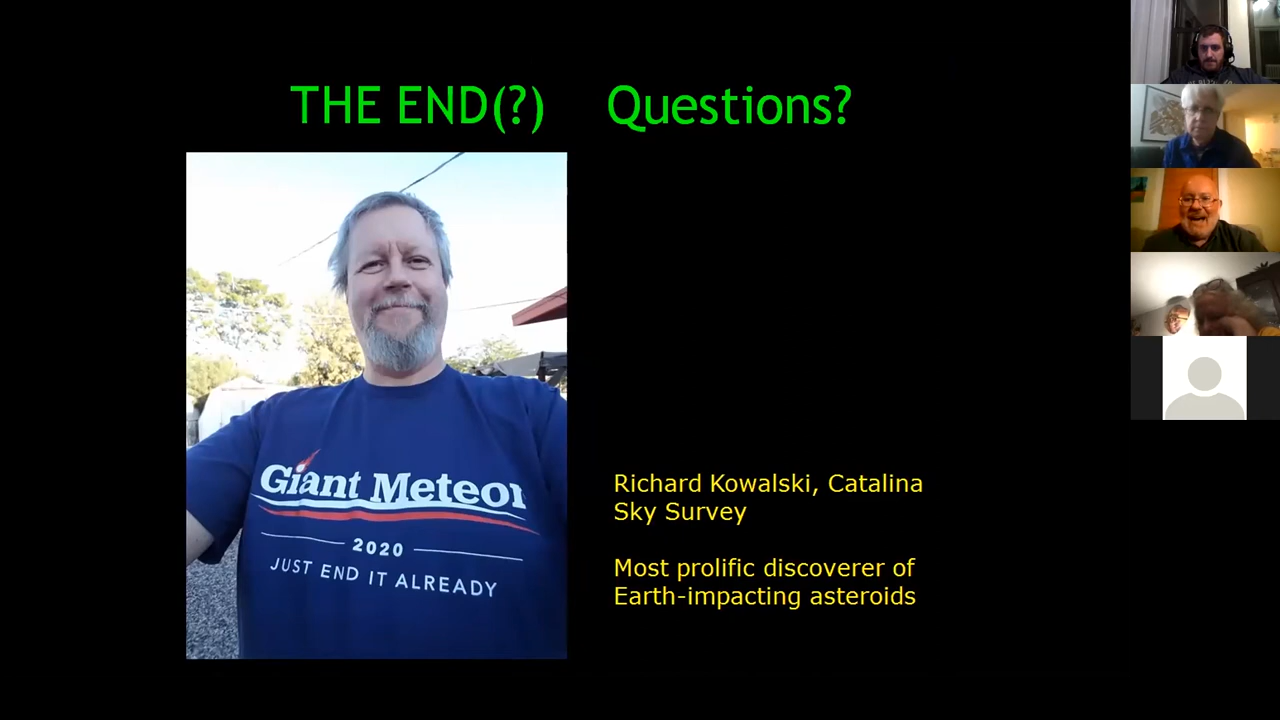 THE END(?) Questions?
Giant Meteor
2020
JUST END IT ALREADY
Richard Kowalski, Catalina
Sky Survey
Most prolific discoverer of
Earth-impacting asteroids